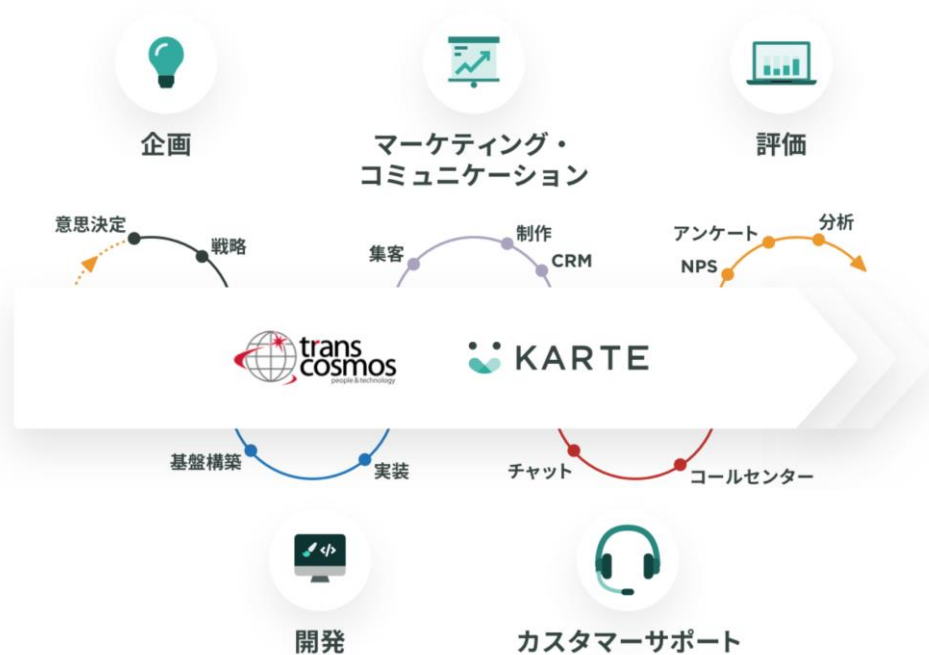 企画
マーケティング・
コミュニケーション
評価
意思決定
戦略
集客
制作
CRM
アンケート
分析
NPS
trans
cosmos
people & technology
KARTE
基盤構築
実装
チャット
コールセンター
</>
開発
カスタマーサポート